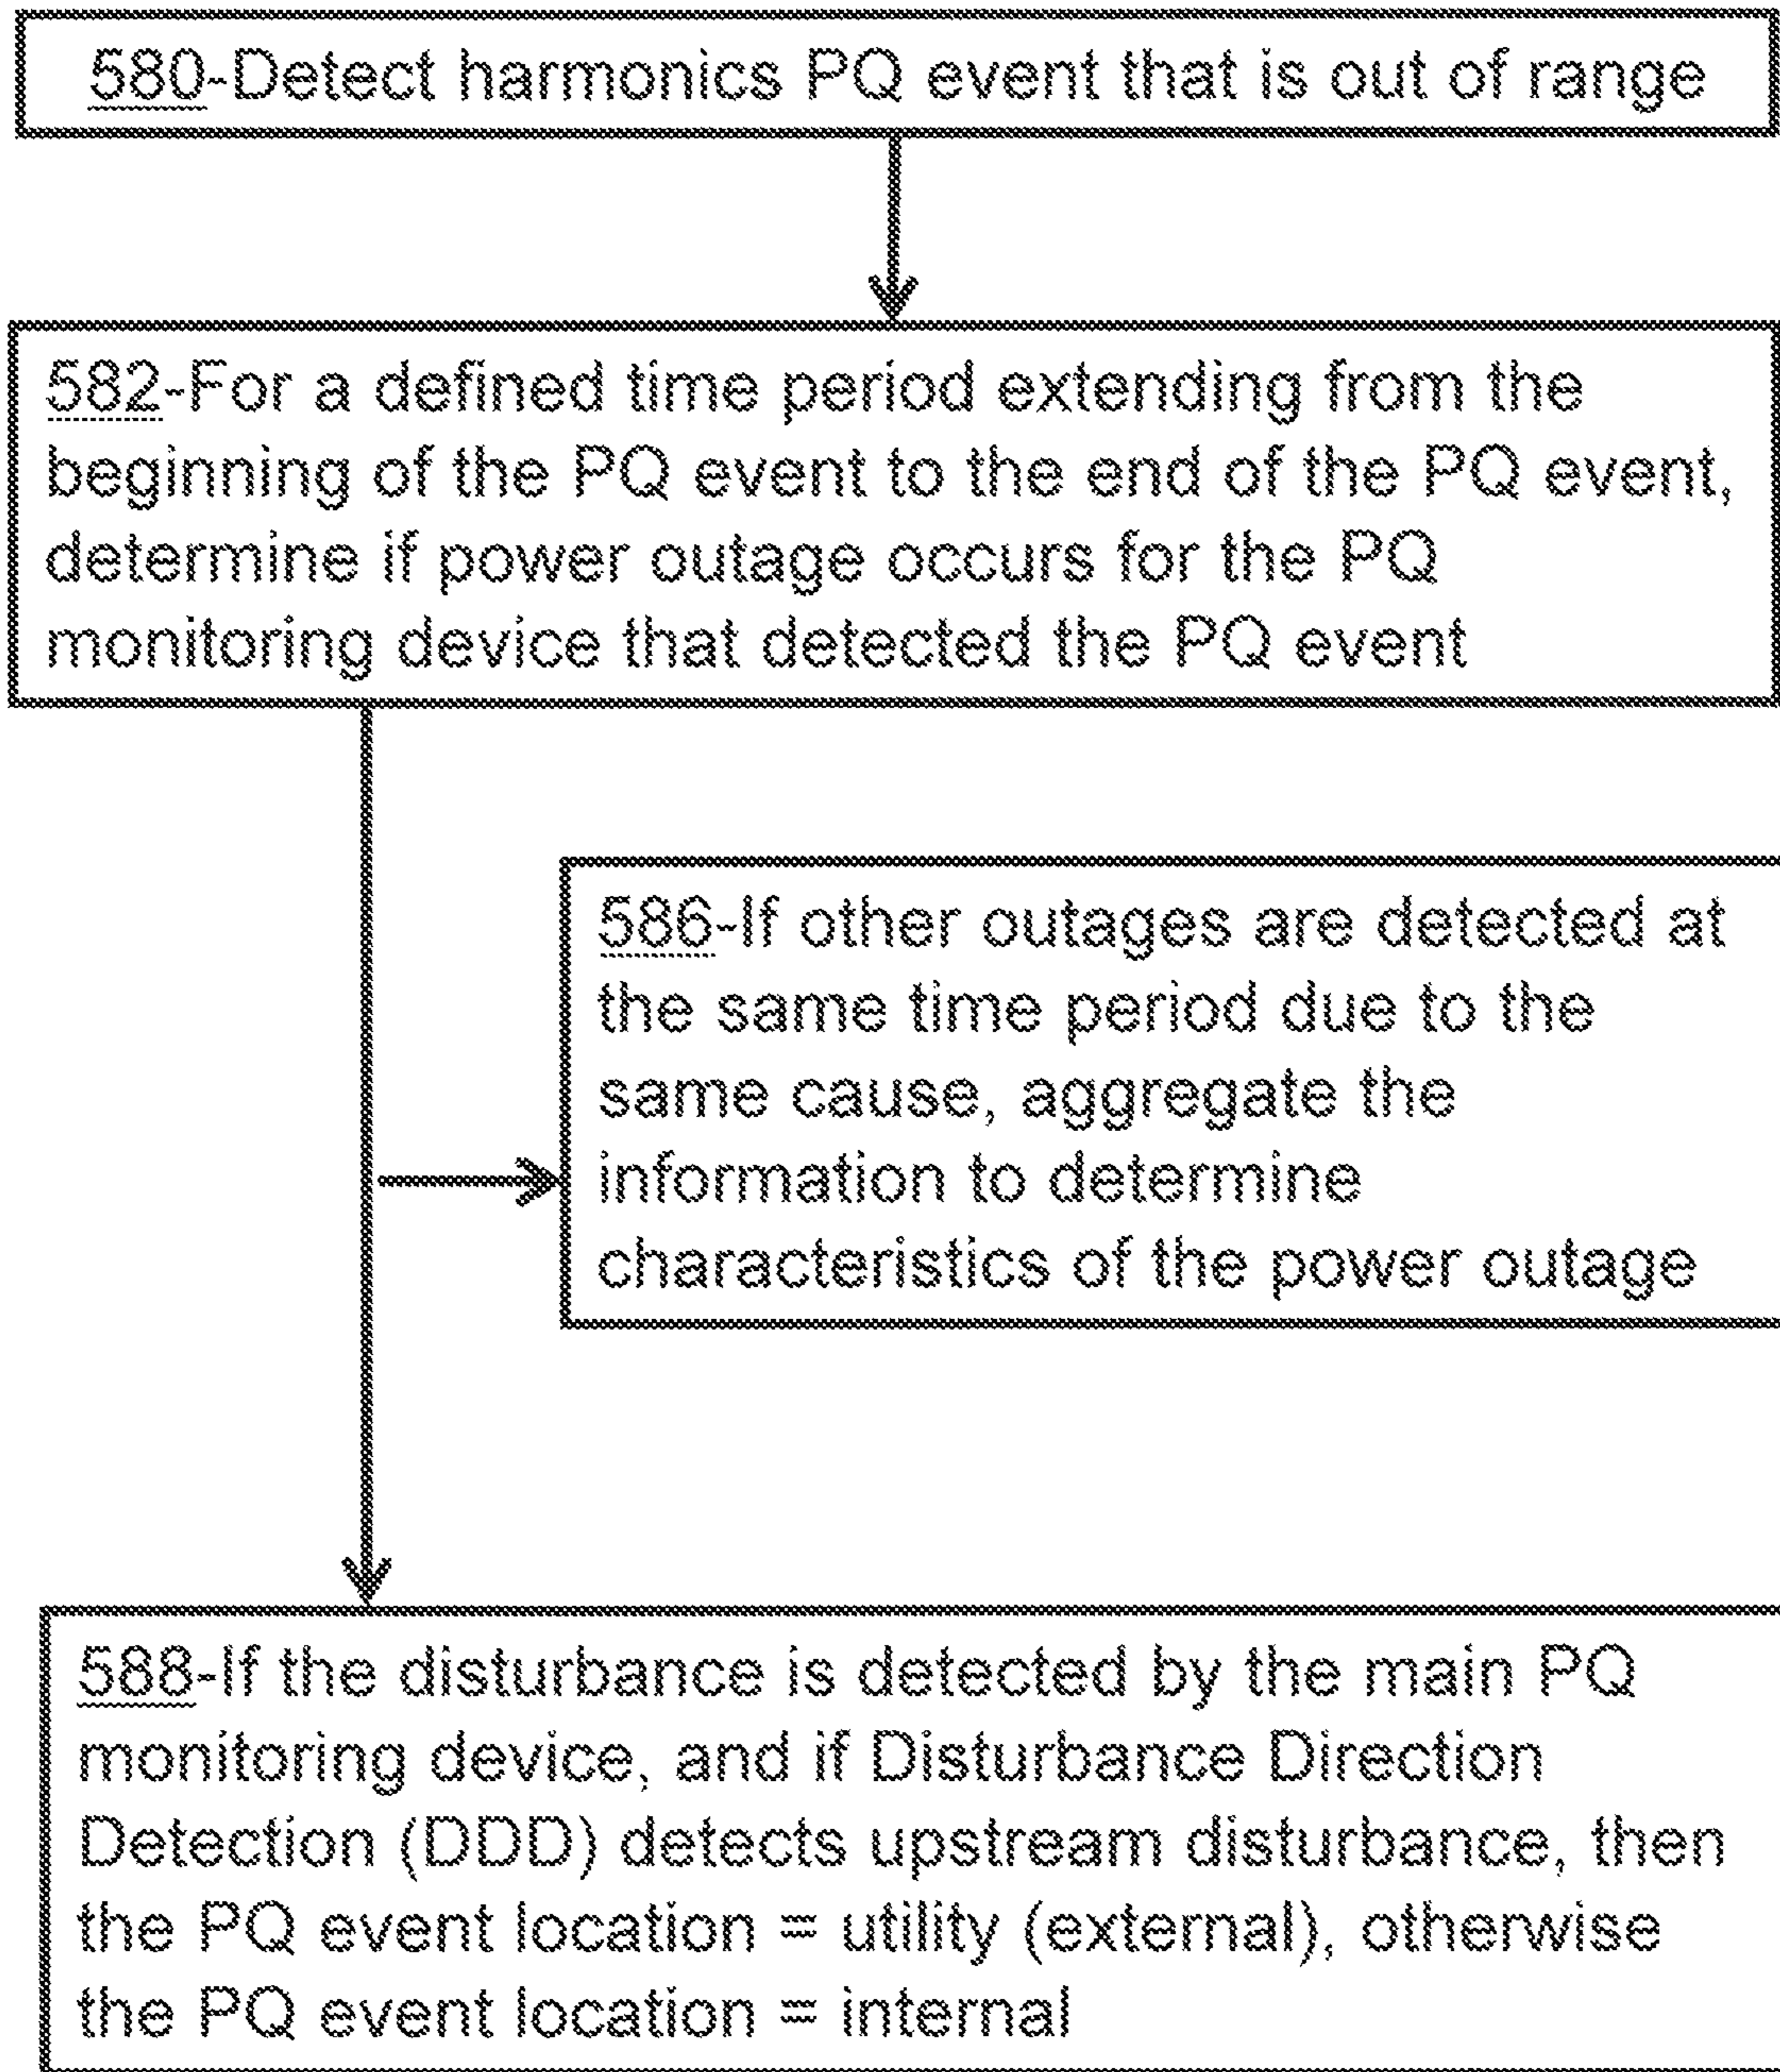 580-Detect harmonics PQ event that is out of range
582-For a defined time period extending from the
beginning of the PQ event to the end of the PQ event,
determine if power outage occurs for the PQ
monitoring device that detected the PQ event
586-If other outages are detected at
the same time period due to the
same cause, aggregate the
information to determine
characteristics of the power outage
588-If the disturbance is detected by the main PQ
monitoring device, and if Disturbance Direction
Detection (DDD) detects upstream disturbance, then
the PQ event location = utility (external), otherwise
the PQ event location = internal